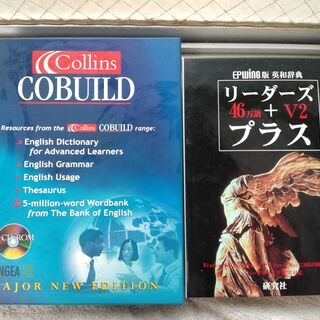 Collins
COBUILD
Resources from the Collins COBUILD range:
English Dictionary
for Advanced Learners
English Grammar
English Usage
Thesaurus
5-million-word Wordbank
from The Bank of English
CD-ROM
MAJOR NEW EDITION
EPWING版 英和辞典
リーダーズ
46万語 + V2
プラス
研究社